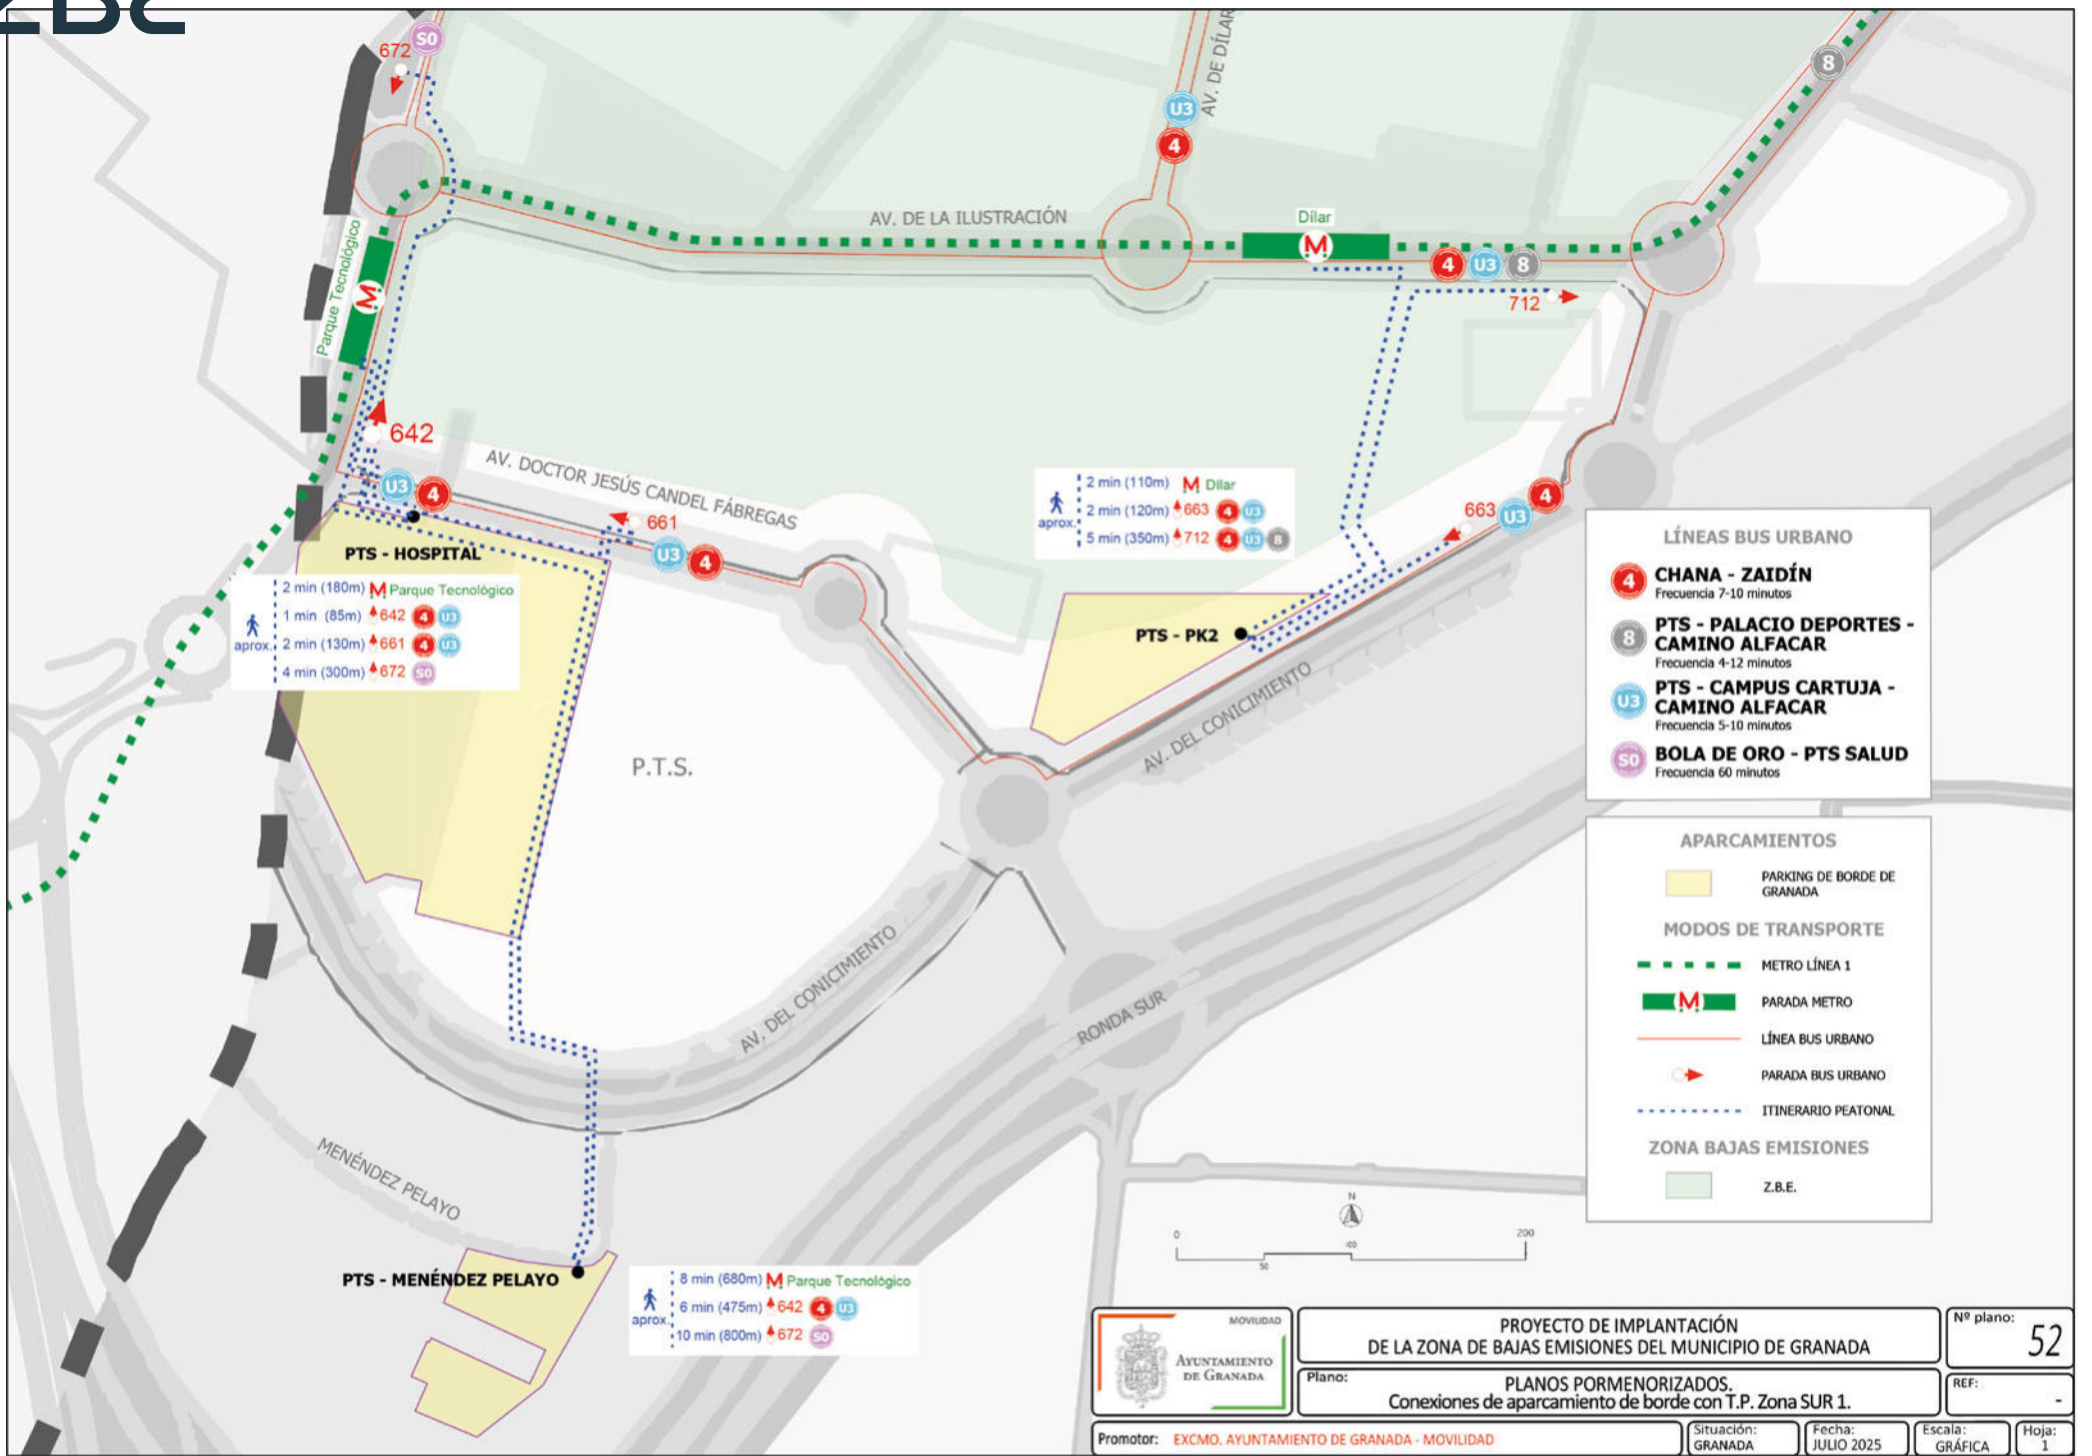 S0
672
8
AV. DE DÍLAR
U3
4
AV. DE LA ILUSTRACIÓN
Dílar
M
4 U3 8
712
Parque Tecnológico
M
642
AV. DOCTOR JESÚS CANDEL FÁBREGAS
U3 4
661
U3 4
PTS - HOSPITAL
aprox.
2 min (180m) M Parque Tecnológico
1 min (85m) 642 4 U3
2 min (130m) 661 4 U3
4 min (300m) 672 S0
aprox.
2 min (110m) M Dílar
2 min (120m) 663 4 U3
5 min (350m) 712 4 U3 8
663 U3 4
PTS - PK2
AV. DEL CONICIMIENTO
P.T.S.
AV. DEL CONICIMIENTO
RONDA SUR
MENÉNDEZ PELAYO
PTS - MENÉNDEZ PELAYO
aprox.
8 min (680m) M Parque Tecnológico
6 min (475m) 642 4 U3
10 min (800m) 672 S0
LÍNEAS BUS URBANO
4 CHANA - ZAIDÍN
Frecuencia 7-10 minutos
8 PTS - PALACIO DEPORTES -
CAMINO ALFACAR
Frecuencia 4-12 minutos
U3 PTS - CAMPUS CARTUJA -
CAMINO ALFACAR
Frecuencia 5-10 minutos
S0 BOLA DE ORO - PTS SALUD
Frecuencia 60 minutos
APARCAMIENTOS
PARKING DE BORDE DE
GRANADA
MODOS DE TRANSPORTE
METRO LÍNEA 1
M PARADA METRO
LÍNEA BUS URBANO
PARADA BUS URBANO
ITINERARIO PEATONAL
ZONA BAJAS EMISIONES
Z.B.E.
N
0 50 100 200
MOVILIDAD
AYUNTAMIENTO
DE GRANADA
PROYECTO DE IMPLANTACIÓN
DE LA ZONA DE BAJAS EMISIONES DEL MUNICIPIO DE GRANADA
Nº plano:
52
Plano:
PLANOS PORMENORIZADOS.
Conexiones de aparcamiento de borde con T.P. Zona SUR 1.
REF:
-
Promotor: EXCMO. AYUNTAMIENTO DE GRANADA - MOVILIDAD
Situación:
GRANADA
Fecha:
JULIO 2025
Escala:
GRÁFICA
Hoja:
1